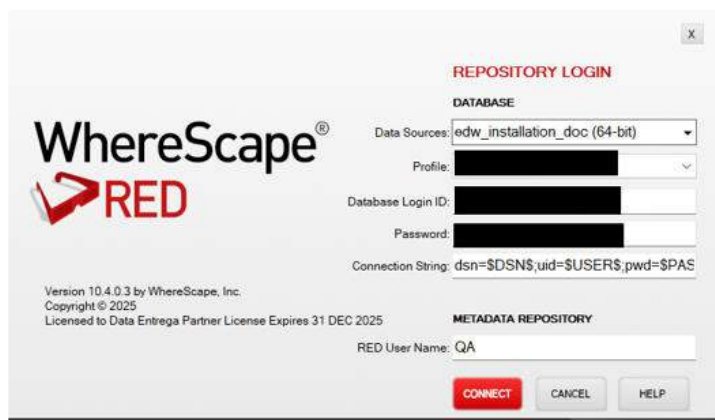 X
REPOSITORY LOGIN
DATABASE
WhereScape®
RED
Data Sources: edw_installation_doc (64-bit)
Profile:
Database Login ID:
Password:
Connection String: dsn=$DSN$;uid=$USER$;pwd=$PAS
Version 10.4.0.3 by WhereScape, Inc.
Copyright © 2025
Licensed to Data Entrega Partner License Expires 31 DEC 2025
METADATA REPOSITORY
RED User Name: QA
CONNECT CANCEL HELP